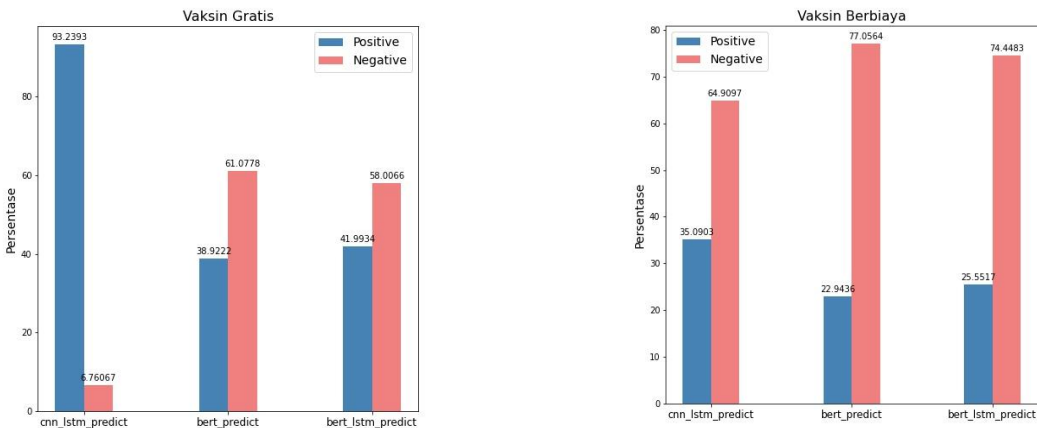 Vaksin Gratis
93.2393
Positive
Negative
80
61.0778
60
58.0066
Persentase
41.9934
40
38.9222
20
6.76067
0
cnn_lstm_predict
bert_predict
bert_lstm_predict
Vaksin Berbiaya
80
77.0564
Positive
74.4483
Negative
70
64.9097
60
50
Persentase
40
35.0903
30
25.5517
22.9436
20
10
0
cnn_lstm_predict
bert_predict
bert_lstm_predict